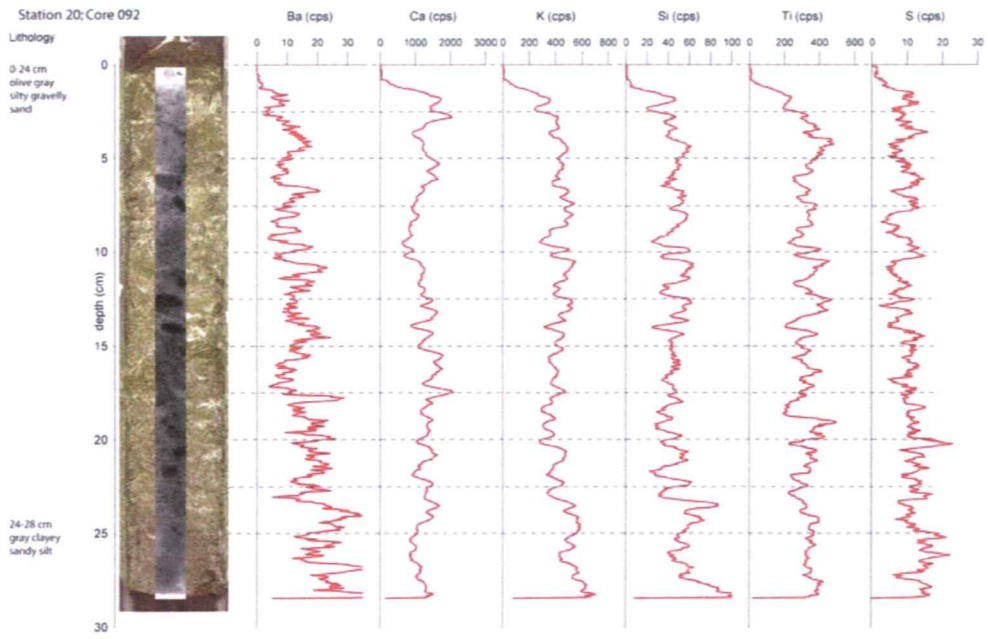 Station 20; Core 092
Lithology
0-24 cm
olive gray
silty gravelly
sand
24-28 cm
gray clayey
sandy silt
depth (cm)
0
5
10
15
20
25
30
Ba (cps)
0 10 20 30
Ca (cps)
0 1000 2000 3000
K (cps)
0 200 400 600 800
Si (cps)
0 20 40 60 80 100
Ti (cps)
0 200 400 600
S (cps)
0 10 20 30